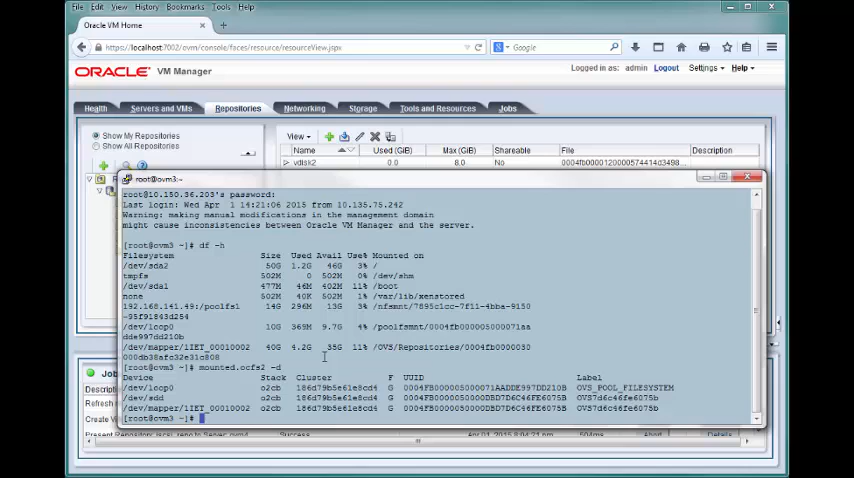 File Edit View History Bookmarks Tools Help
Oracle VM Home
https://localhost:7002/ovm/console/faces/resource/resourceView.jspx
Google
ORACLE VM Manager
Logged in as: admin Logout Settings Help
Health Servers and VMs Repositories Networking Storage Tools and Resources Jobs
Show My Repositories
Show All Repositories
View
Name Used (GiB) Max (GiB) Shareable File Description
vdisk2 0.0 8.0 No 0004fb0000120000574414d3498...
root@ovm3:~
root@10.150.36.203's password:
Last login: Wed Apr 1 14:21:06 2015 from 10.135.75.242
Warning: making manual modifications in the management domain
might cause inconsistencies between Oracle VM Manager and the server.
[root@ovm3 ~]# df -h
Filesystem Size Used Avail Use% Mounted on
/dev/sda2 50G 1.2G 46G 3% /
tmpfs 502M 0 502M 0% /dev/shm
/dev/sda1 477M 46M 402M 11% /boot
none 502M 40K 502M 1% /var/lib/xenstored
192.168.141.49:/poolfs1 14G 296M 13G 3% /nfsmnt/7895c1cc-7f11-4bba-9150
-95f91843d254
/dev/loop0 10G 369M 9.7G 4% /poolfsmnt/0004fb0000050000071aa
dde997dd210b
/dev/mapper/1IET_00010002 40G 4.2G 35G 11% /OVS/Repositories/0004fb0000030
000db38afc32e31c808
[root@ovm3 ~]# mounted.ocfs2 -d
Device Stack Cluster F UUID Label
/dev/loop0 o2cb 186d79b5e61e8cd4 G 0004FB0000050000071AADDE997DD210B OVS_POOL_FILESYSTEM
/dev/sdd o2cb 186d79b5e61e8cd4 G 0004FB00000500000DBD7D6C46FE6075B OVS7d6c46fe6075b
/dev/mapper/1IET_00010002 o2cb 186d79b5e61e8cd4 G 0004FB00000500000DBD7D6C46FE6075B OVS7d6c46fe6075b
[root@ovm3 ~]#
Job
Descriptio
Refresh
Create V
Details